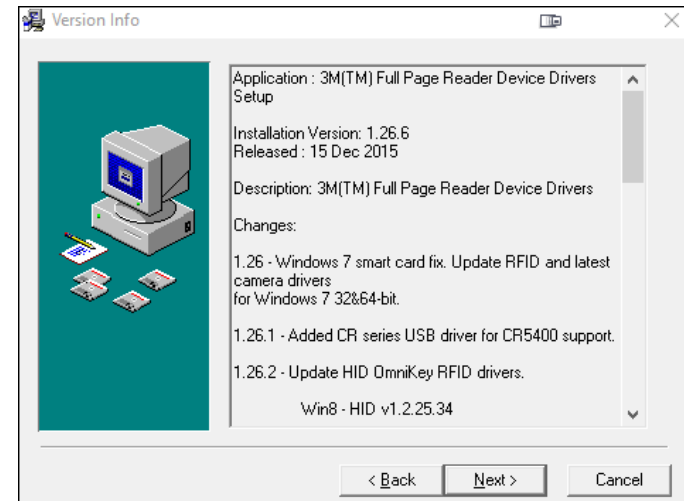 Version Info
Application : 3M(TM) Full Page Reader Device Drivers
Setup
Installation Version: 1.26.6
Released : 15 Dec 2015
Description: 3M(TM) Full Page Reader Device Drivers
Changes:
1.26 - Windows 7 smart card fix. Update RFID and latest
camera drivers
for Windows 7 32&64-bit.
1.26.1 - Added CR series USB driver for CR5400 support.
1.26.2 - Update HID OmniKey RFID drivers.
Win8 - HID v1.2.25.34
< Back
Next >
Cancel